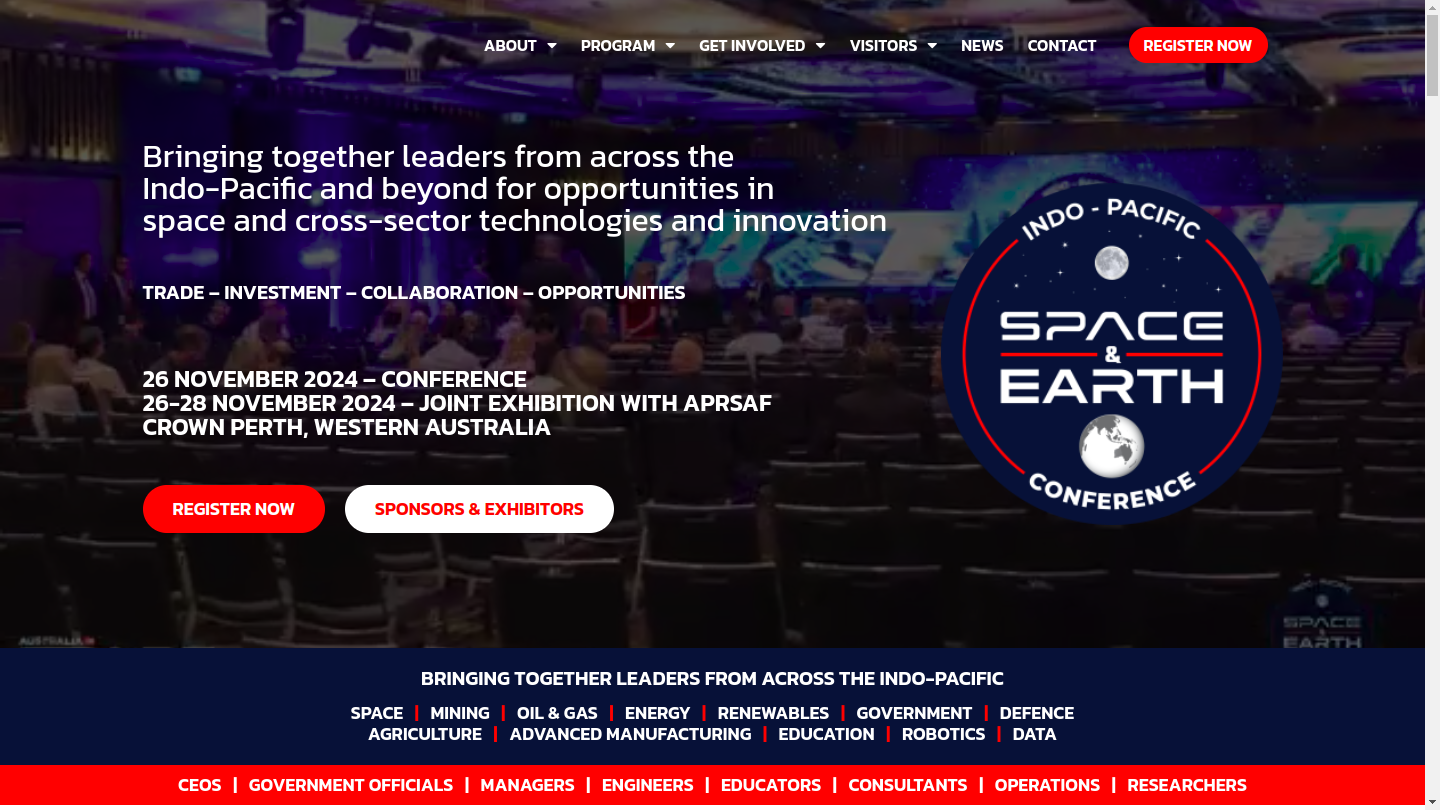 ABOUT PROGRAM GET INVOLVED VISITORS NEWS CONTACT REGISTER NOW
Bringing together leaders from across the
Indo-Pacific and beyond for opportunities in
space and cross-sector technologies and innovation
TRADE – INVESTMENT – COLLABORATION – OPPORTUNITIES
26 NOVEMBER 2024 – CONFERENCE
26-28 NOVEMBER 2024 – JOINT EXHIBITION WITH APRSAF
CROWN PERTH, WESTERN AUSTRALIA
REGISTER NOW SPONSORS & EXHIBITORS
INDO - PACIFIC
SPACE
&
EARTH
CONFERENCE
AUSTRALIA
SPACE
&
EARTH
BRINGING TOGETHER LEADERS FROM ACROSS THE INDO-PACIFIC
SPACE | MINING | OIL & GAS | ENERGY | RENEWABLES | GOVERNMENT | DEFENCE
AGRICULTURE | ADVANCED MANUFACTURING | EDUCATION | ROBOTICS | DATA
CEOS | GOVERNMENT OFFICIALS | MANAGERS | ENGINEERS | EDUCATORS | CONSULTANTS | OPERATIONS | RESEARCHERS